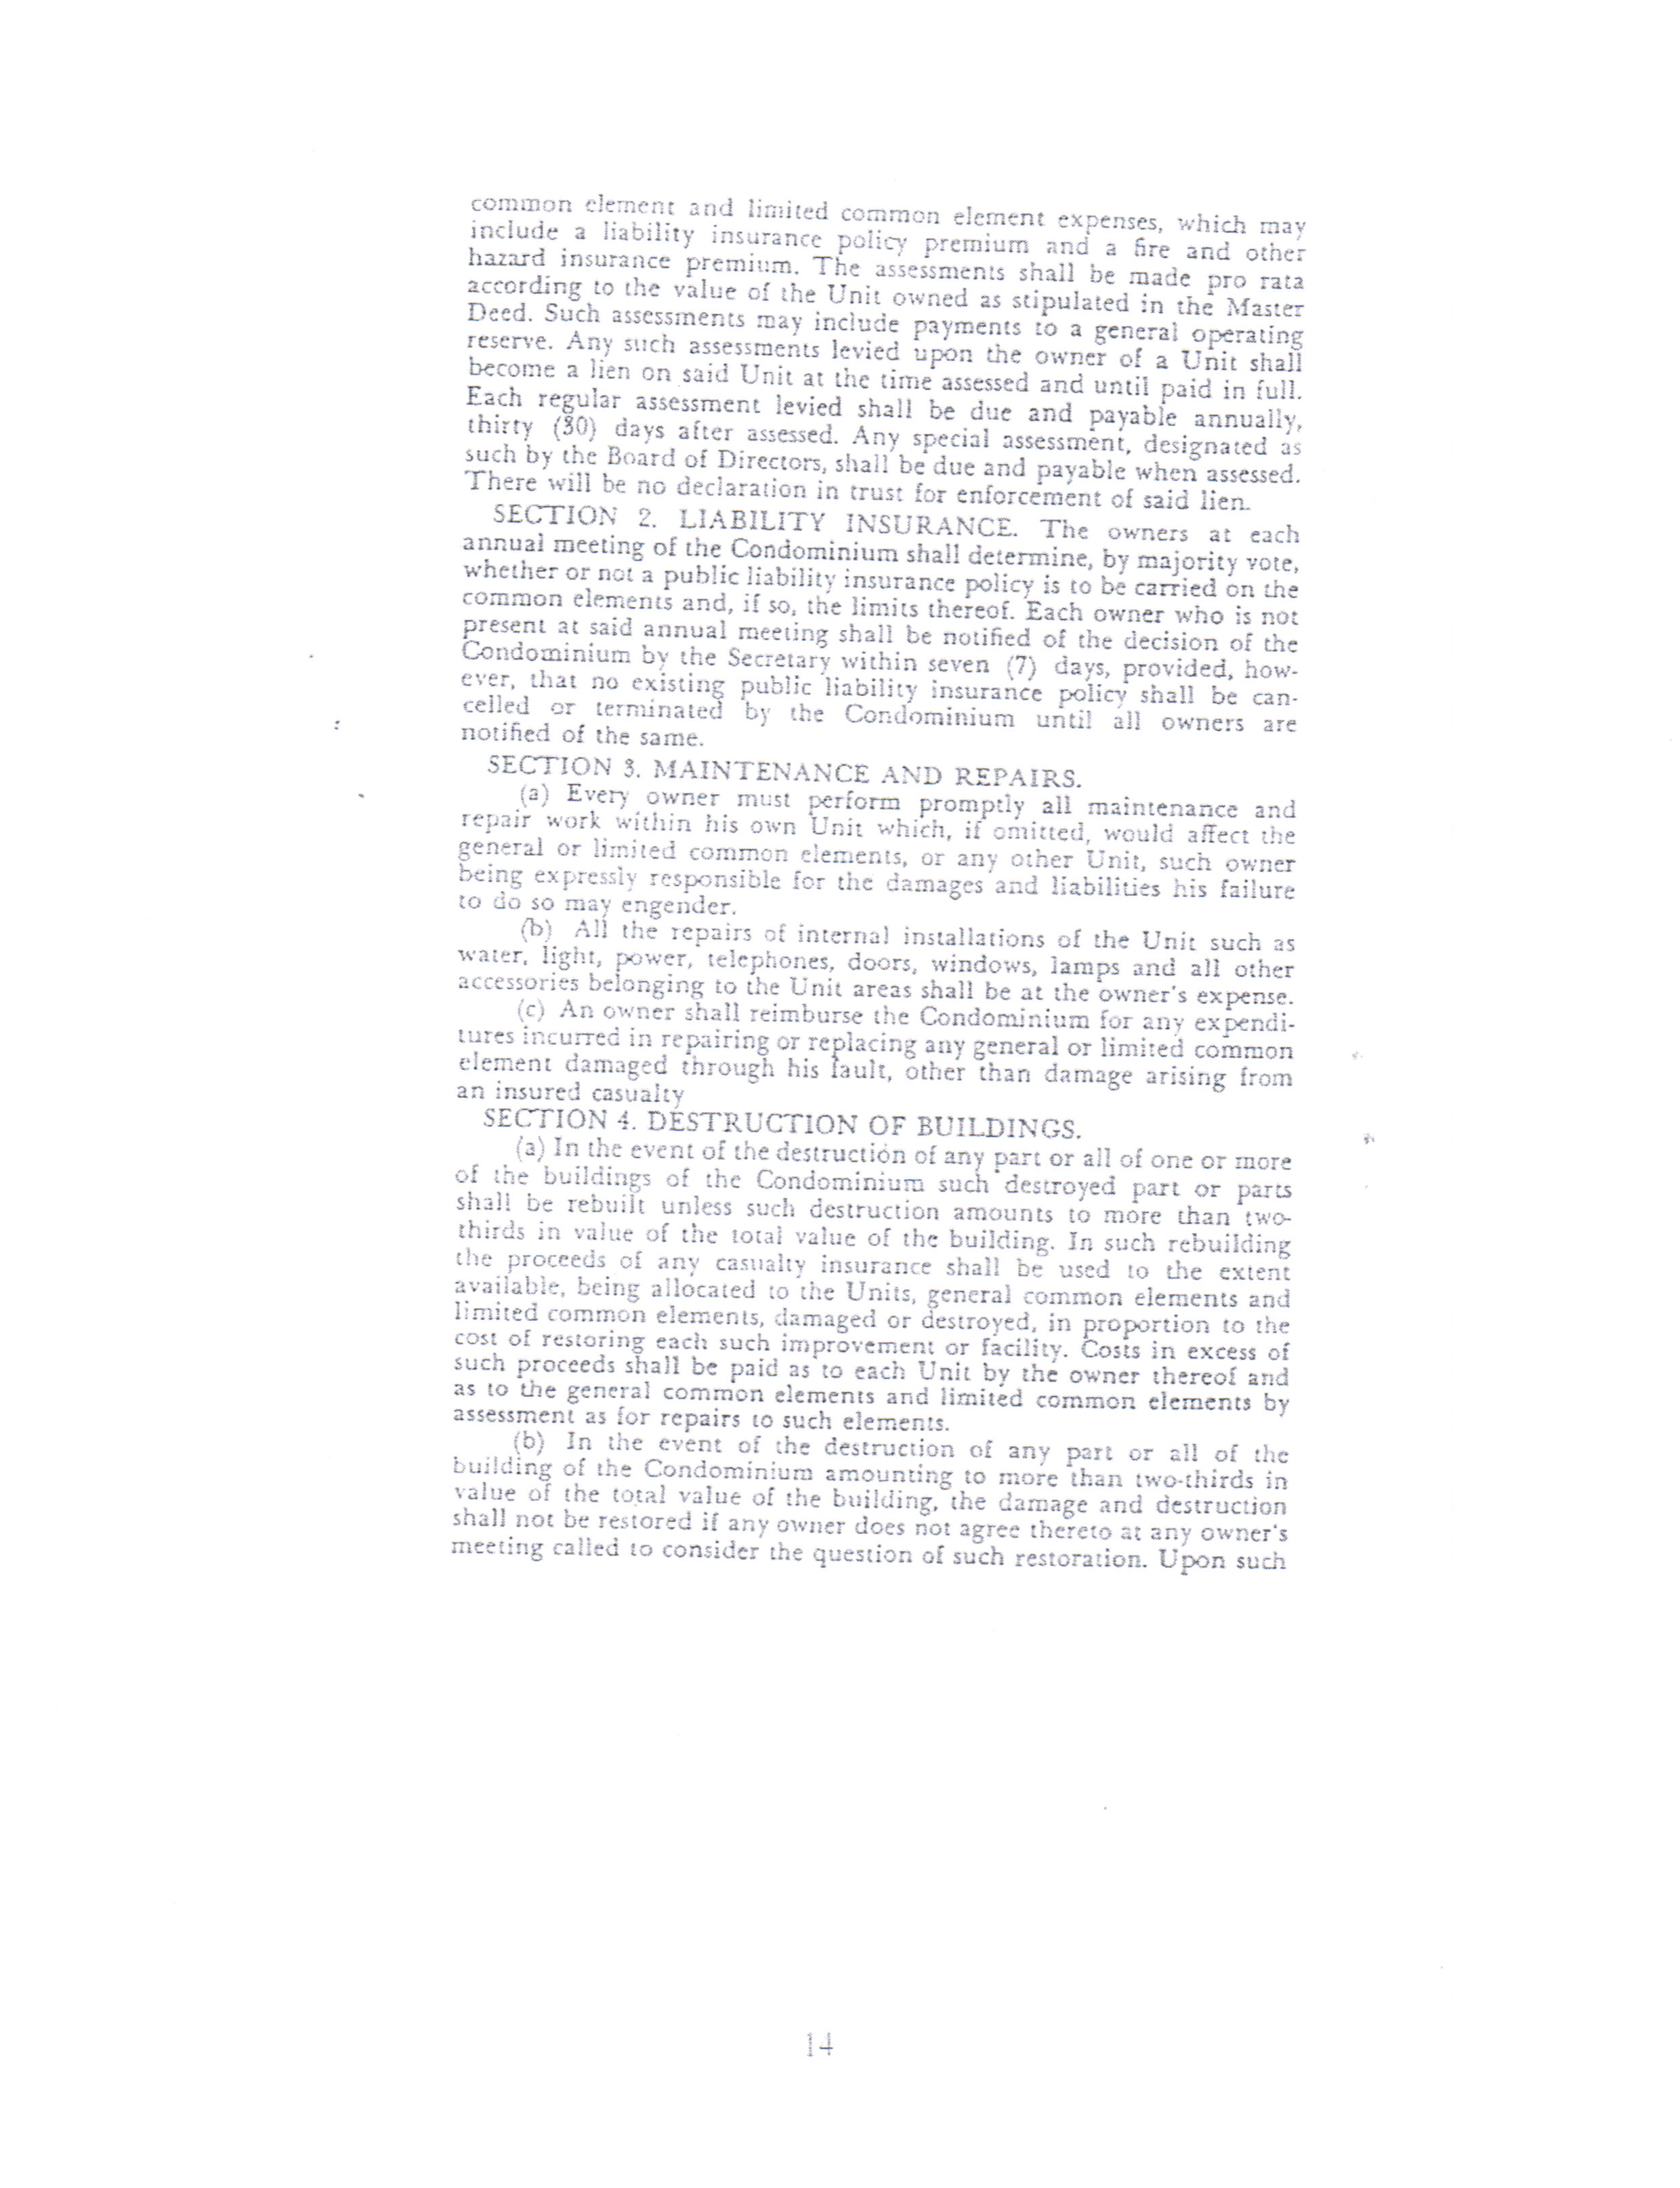 common element and limited common element expenses, which may
include a liability insurance policy premium and a fire and other
hazard insurance premium. The assessments shall be made pro rata
according to the value of the Unit owned as stipulated in the Master
Deed. Such assessments may include payments to a general operating
reserve. Any such assessments levied upon the owner of a Unit shall
become a lien on said Unit at the time assessed and until paid in full.
Each regular assessment levied shall be due and payable annually,
thirty (30) days after assessed. Any special assessment, designated as
such by the Board of Directors, shall be due and payable when assessed.
There will be no declaration in trust for enforcement of said lien.
SECTION 2. LIABILITY INSURANCE. The owners at each
annual meeting of the Condominium shall determine, by majority vote,
whether or not a public liability insurance policy is to be carried on the
common elements and, if so, the limits thereof. Each owner who is not
present at said annual meeting shall be notified of the decision of the
Condominium by the Secretary within seven (7) days, provided, how-
ever, that no existing public liability insurance policy shall be can-
celled or terminated by the Condominium until all owners are
notified of the same.
SECTION 3. MAINTENANCE AND REPAIRS.
(a) Every owner must perform promptly all maintenance and
repair work within his own Unit which, if omitted, would affect the
general or limited common elements, or any other Unit, such owner
being expressly responsible for the damages and liabilities his failure
to do so may engender.
(b) All the repairs of internal installations of the Unit such as
water, light, power, telephones, doors, windows, lamps and all other
accessories belonging to the Unit areas shall be at the owner's expense.
(c) An owner shall reimburse the Condominium for any expendi-
tures incurred in repairing or replacing any general or limited common
element damaged through his fault, other than damage arising from
an insured casualty
SECTION 4. DESTRUCTION OF BUILDINGS.
(a) In the event of the destruction of any part or all of one or more
of the buildings of the Condominium such destroyed part or parts
shall be rebuilt unless such destruction amounts to more than two-
thirds in value of the total value of the building. In such rebuilding
the proceeds of any casualty insurance shall be used to the extent
available, being allocated to the Units, general common elements and
limited common elements, damaged or destroyed, in proportion to the
cost of restoring each such improvement or facility. Costs in excess of
such proceeds shall be paid as to each Unit by the owner thereof and
as to the general common elements and limited common elements by
assessment as for repairs to such elements.
(b) In the event of the destruction of any part or all of the
building of the Condominium amounting to more than two-thirds in
value of the total value of the building, the damage and destruction
shall not be restored if any owner does not agree thereto at any owner's
meeting called to consider the question of such restoration. Upon such
14